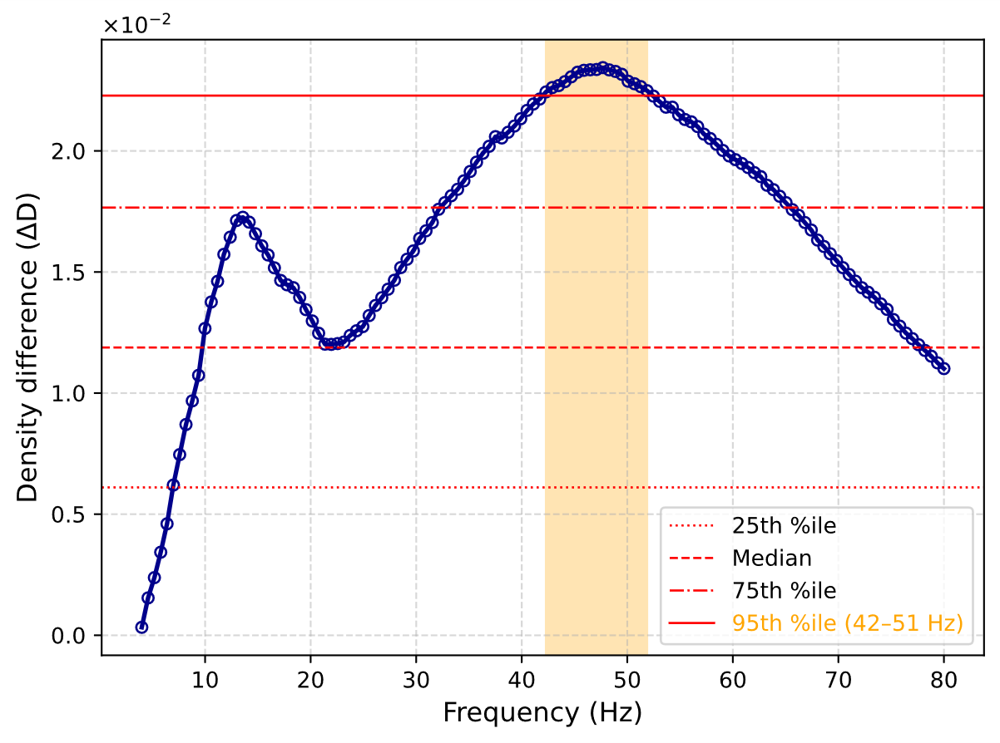 ×10⁻²
Density difference (ΔD)
2.0
1.5
1.0
0.5
0.0
10 20 30 40 50 60 70 80
Frequency (Hz)
25th %ile
Median
75th %ile
95th %ile (42–51 Hz)